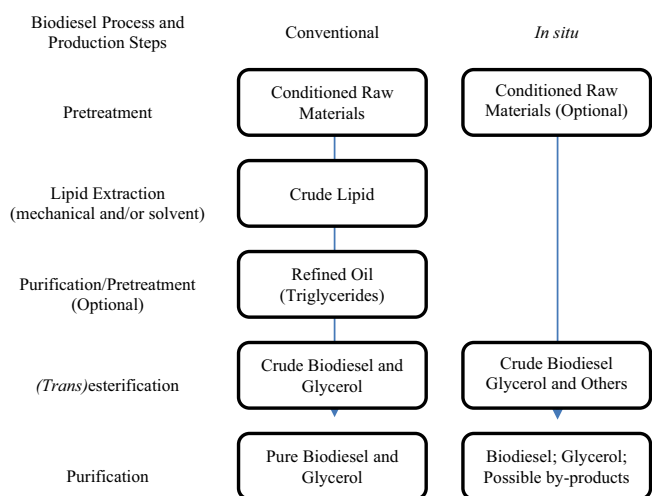 Biodiesel Process and
Production Steps
Conventional
In situ
Pretreatment
Conditioned Raw
Materials
Conditioned Raw
Materials (Optional)
Lipid Extraction
(mechanical and/or solvent)
Crude Lipid
Purification/Pretreatment
(Optional)
Refined Oil
(Triglycerides)
(Trans)esterification
Crude Biodiesel and
Glycerol
Crude Biodiesel
Glycerol and Others
Purification
Pure Biodiesel and
Glycerol
Biodiesel; Glycerol;
Possible by-products